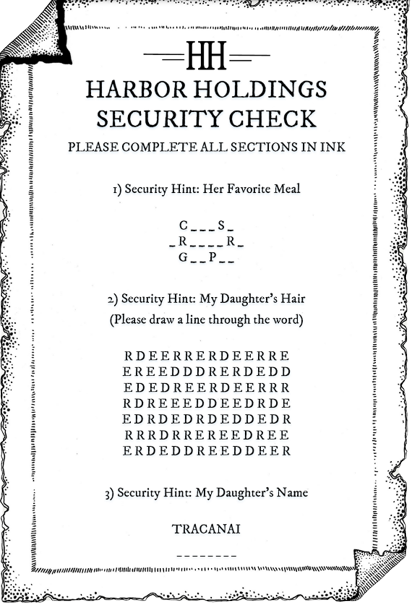 HH
HARBOR HOLDINGS
SECURITY CHECK
PLEASE COMPLETE ALL SECTIONS IN INK
1) Security Hint: Her Favorite Meal
C _ _ _ S _
_ R _ _ _ _ R _
G _ _ P _ _
2) Security Hint: My Daughter's Hair
(Please draw a line through the word)
R D E E R R E R D E E R R E
E R E E D D D R E R D E D D
E D E D R E E R D E E R R R
R D R E E E D D E E D R D E
E D R D E D R D E D D E D R
R R R D R R E R E E D R E E
E R D E D D R E E D D E E R
3) Security Hint: My Daughter's Name
TRACANAI
_ _ _ _ _ _ _ _